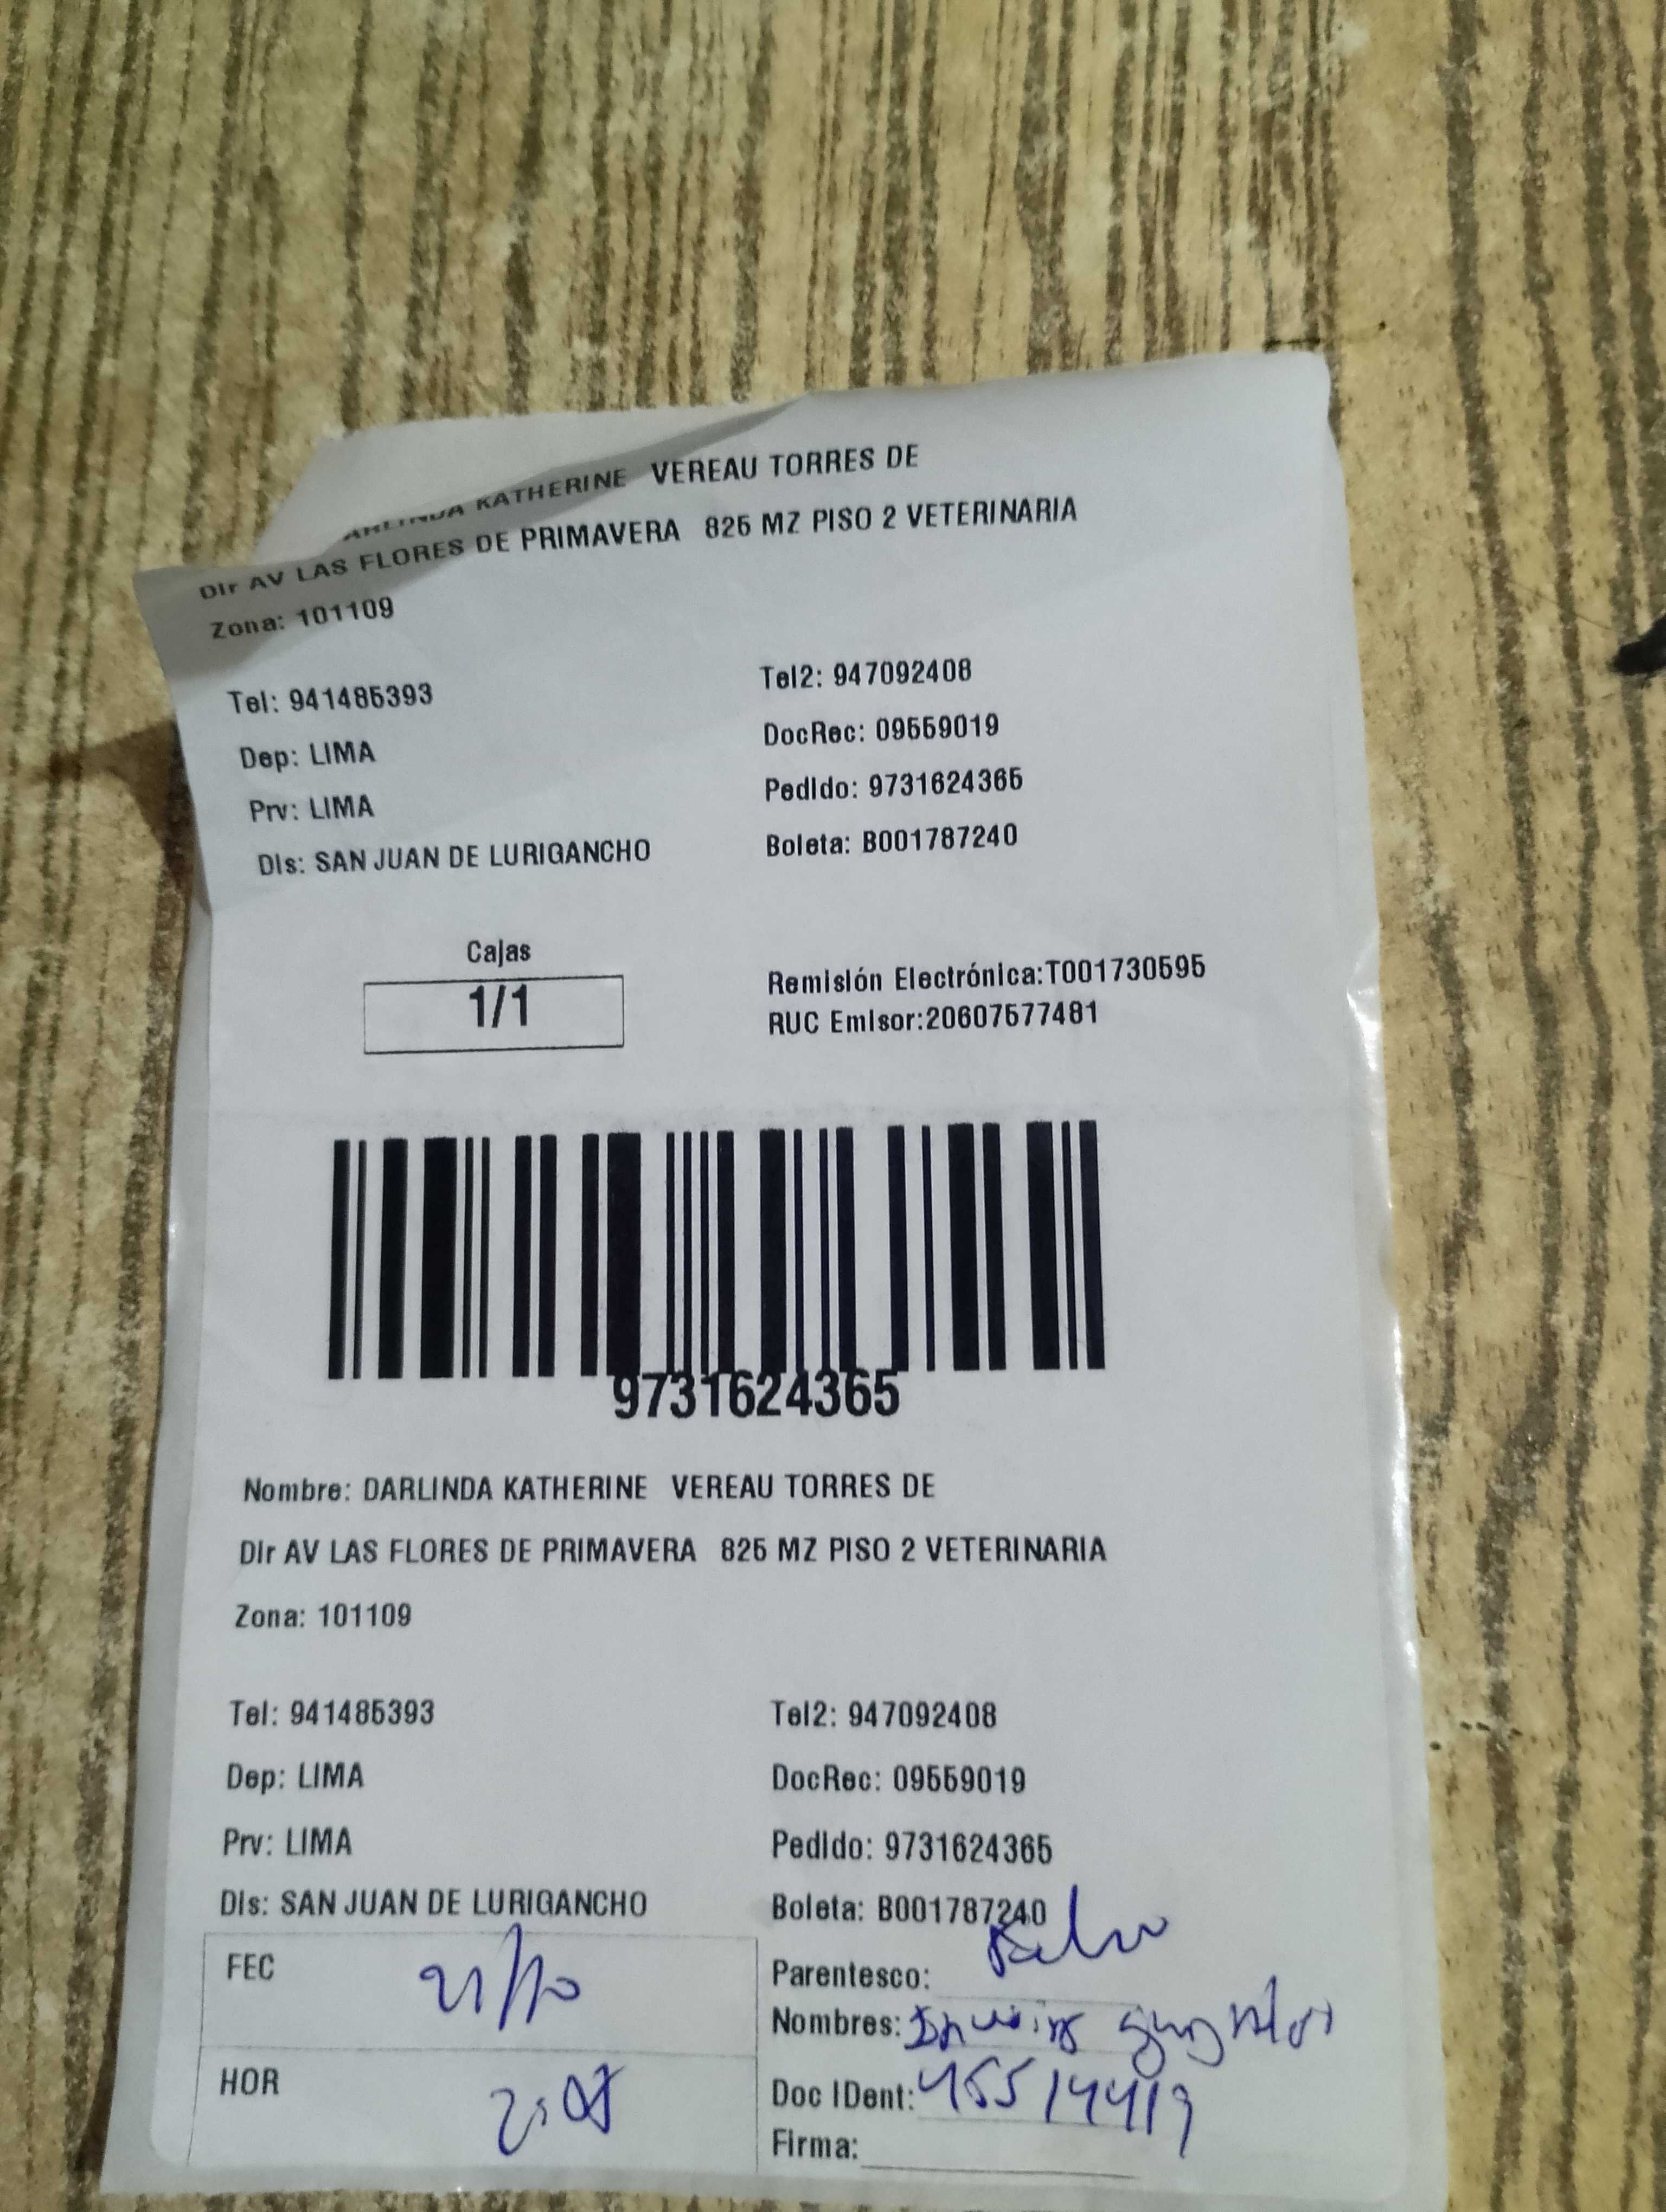 KATHERINE VEREAU TORRES DE
Dir AV LAS FLORES DE PRIMAVERA 825 MZ PISO 2 VETERINARIA
Zona: 101109
Tel: 941485393 Tel2: 947092408
Dep: LIMA DocRec: 09559019
Prv: LIMA Pedido: 9731624365
Dis: SAN JUAN DE LURIGANCHO Boleta: B001787240
Cajas
1/1
Remisión Electrónica:T001730595
RUC Emisor:20607577481
9731624365
Nombre: DARLINDA KATHERINE VEREAU TORRES DE
Dir AV LAS FLORES DE PRIMAVERA 825 MZ PISO 2 VETERINARIA
Zona: 101109
Tel: 941485393 Tel2: 947092408
Dep: LIMA DocRec: 09559019
Prv: LIMA Pedido: 9731624365
Dis: SAN JUAN DE LURIGANCHO Boleta: B001787240
FEC
Parentesco:
Nombres:
HOR
Doc IDent: 45514419
Firma: